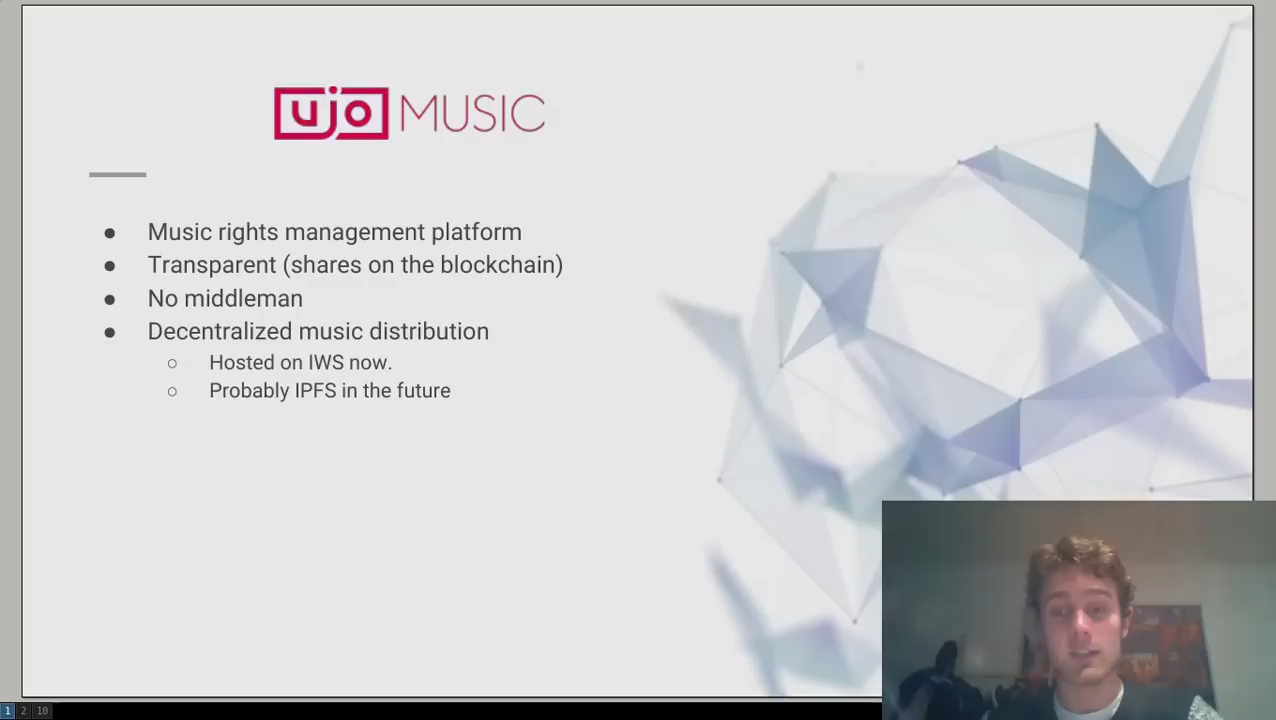 ujo MUSIC
● Music rights management platform
● Transparent (shares on the blockchain)
● No middleman
● Decentralized music distribution
○ Hosted on IWS now.
○ Probably IPFS in the future
1 2 10